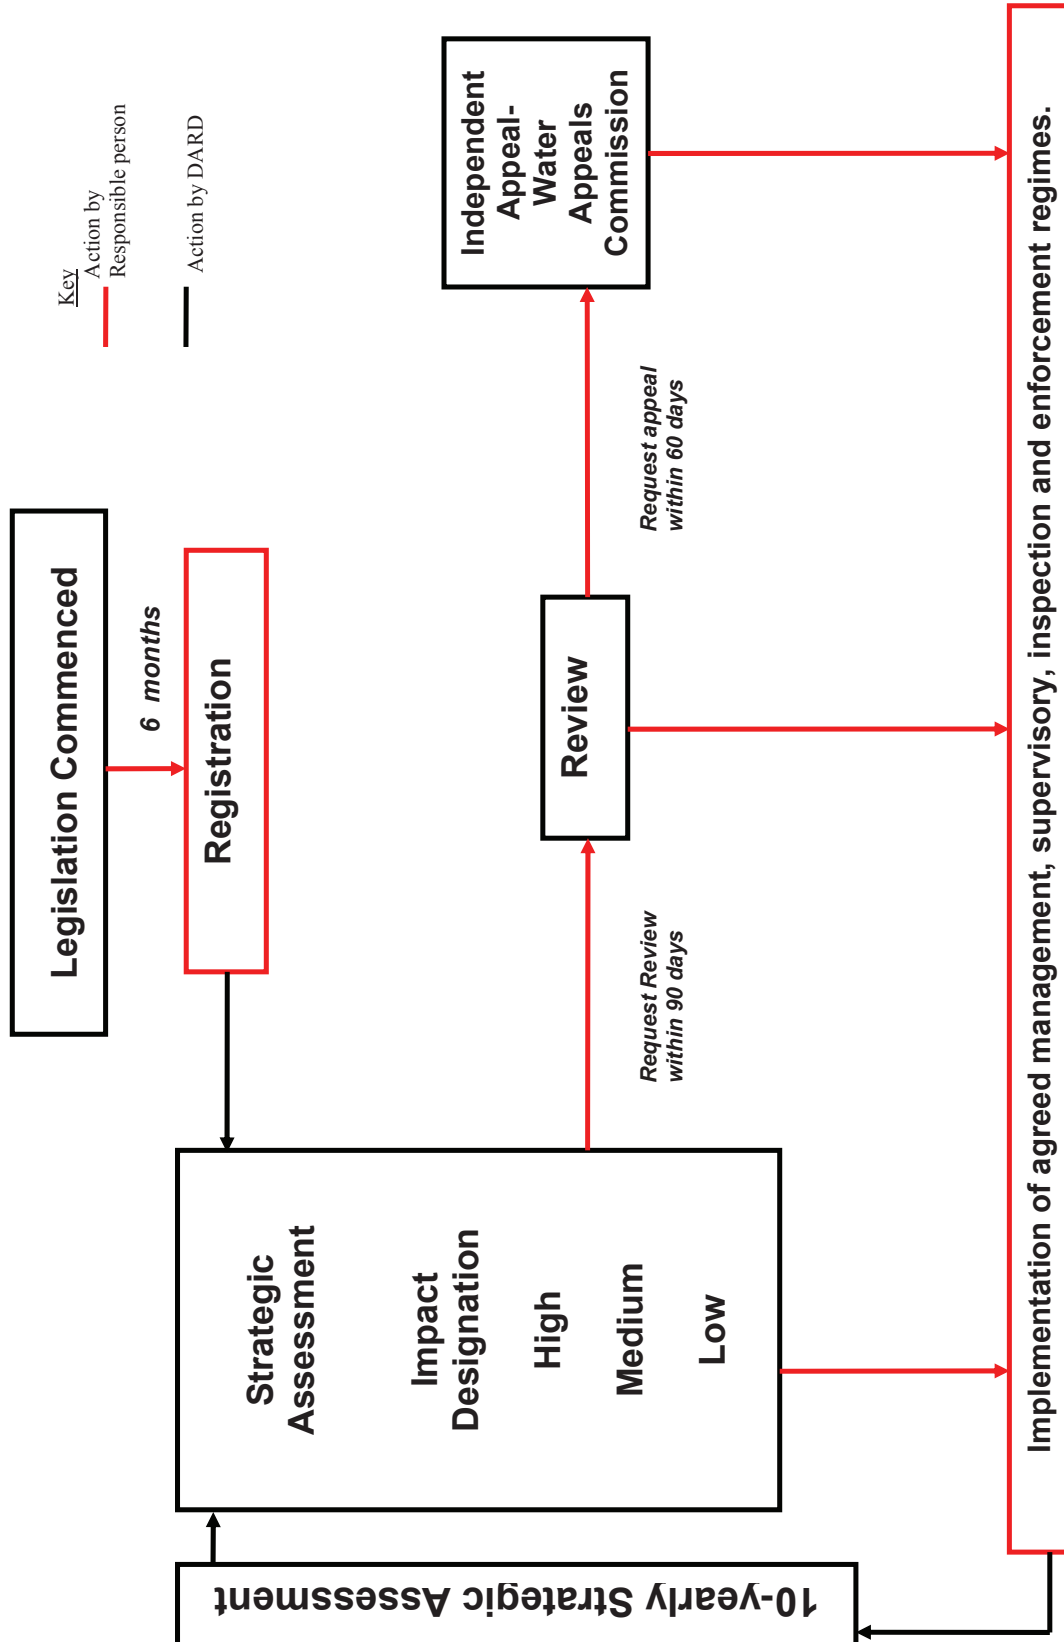 Legislation Commenced
6 months
Registration
Key
Action by
Responsible person
Action by DARD
Strategic
Assessment
Impact
Designation
High
Medium
Low
Request Review
within 90 days
Review
Request appeal
within 60 days
Independent
Appeal-
Water
Appeals
Commission
10-yearly Strategic Assessment
Implementation of agreed management, supervisory, inspection and enforcement regimes.